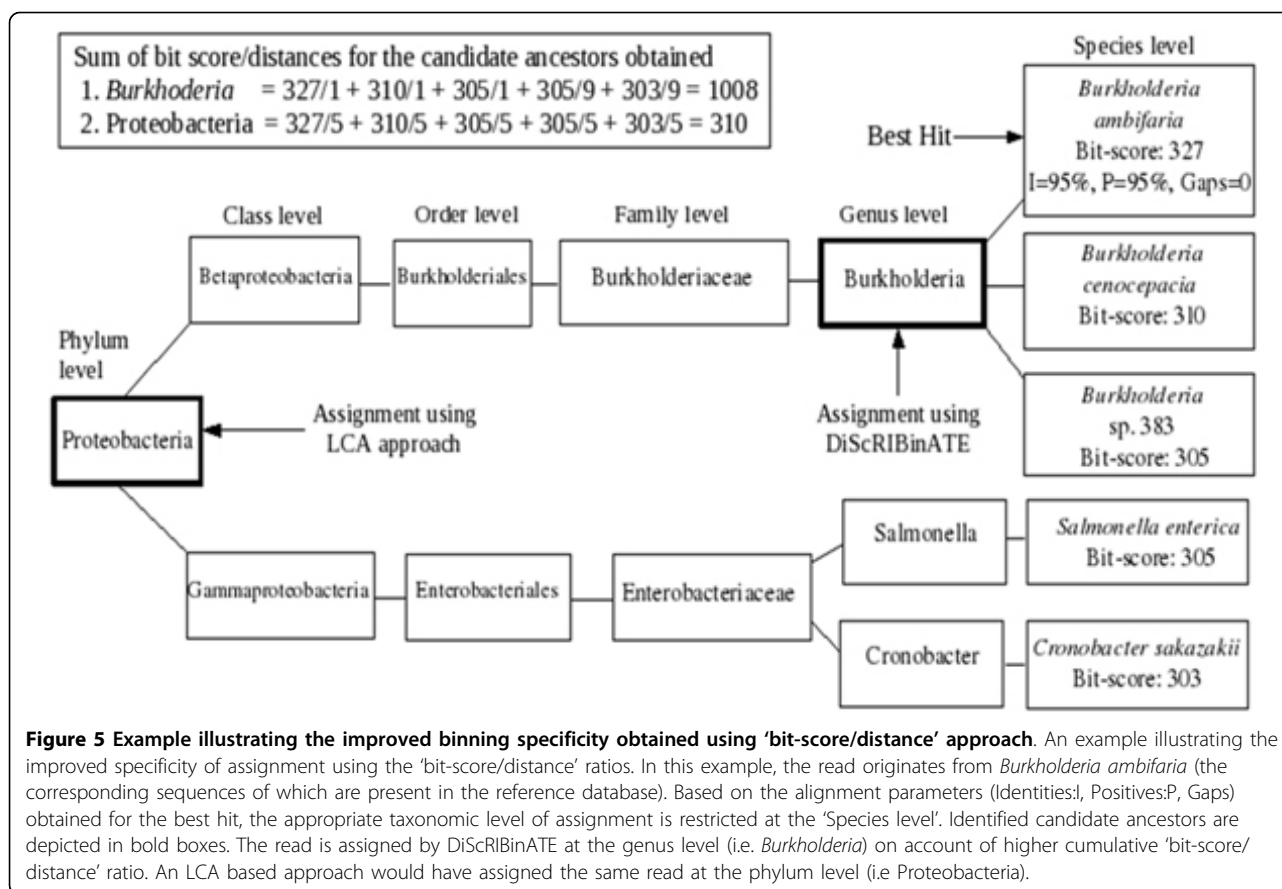 Sum of bit score/distances for the candidate ancestors obtained
1. Burkhoderia = 327/1 + 310/1 + 305/1 + 305/9 + 303/9 = 1008
2. Proteobacteria = 327/5 + 310/5 + 305/5 + 305/5 + 303/5 = 310
Species level
Burkholderia
ambifaria
Bit-score: 327
I=95%, P=95%, Gaps=0
Best Hit
Class level
Order level
Family level
Genus level
Betaproteobacteria
Burkholderiales
Burkholderiaceae
Burkholderia
Burkholderia
cenocepacia
Bit-score: 310
Phylum
level
Proteobacteria
Assignment using
LCA approach
Assignment using
DiScRIBinATE
Burkholderia
sp. 383
Bit-score: 305
Gammaproteobacteria
Enterobacteriales
Enterobacteriaceae
Salmonella
Salmonella enterica
Bit-score: 305
Cronobacter
Cronobacter sakazakii
Bit-score: 303
Figure 5 Example illustrating the improved binning specificity obtained using ‘bit-score/distance’ approach. An example illustrating the
improved specificity of assignment using the ‘bit-score/distance’ ratios. In this example, the read originates from Burkholderia ambifaria (the
corresponding sequences of which are present in the reference database). Based on the alignment parameters (Identities:I, Positives:P, Gaps)
obtained for the best hit, the appropriate taxonomic level of assignment is restricted at the ‘Species level’. Identified candidate ancestors are
depicted in bold boxes. The read is assigned by DiScRIBinATE at the genus level (i.e. Burkholderia) on account of higher cumulative ‘bit-score/
distance’ ratio. An LCA based approach would have assigned the same read at the phylum level (i.e Proteobacteria).